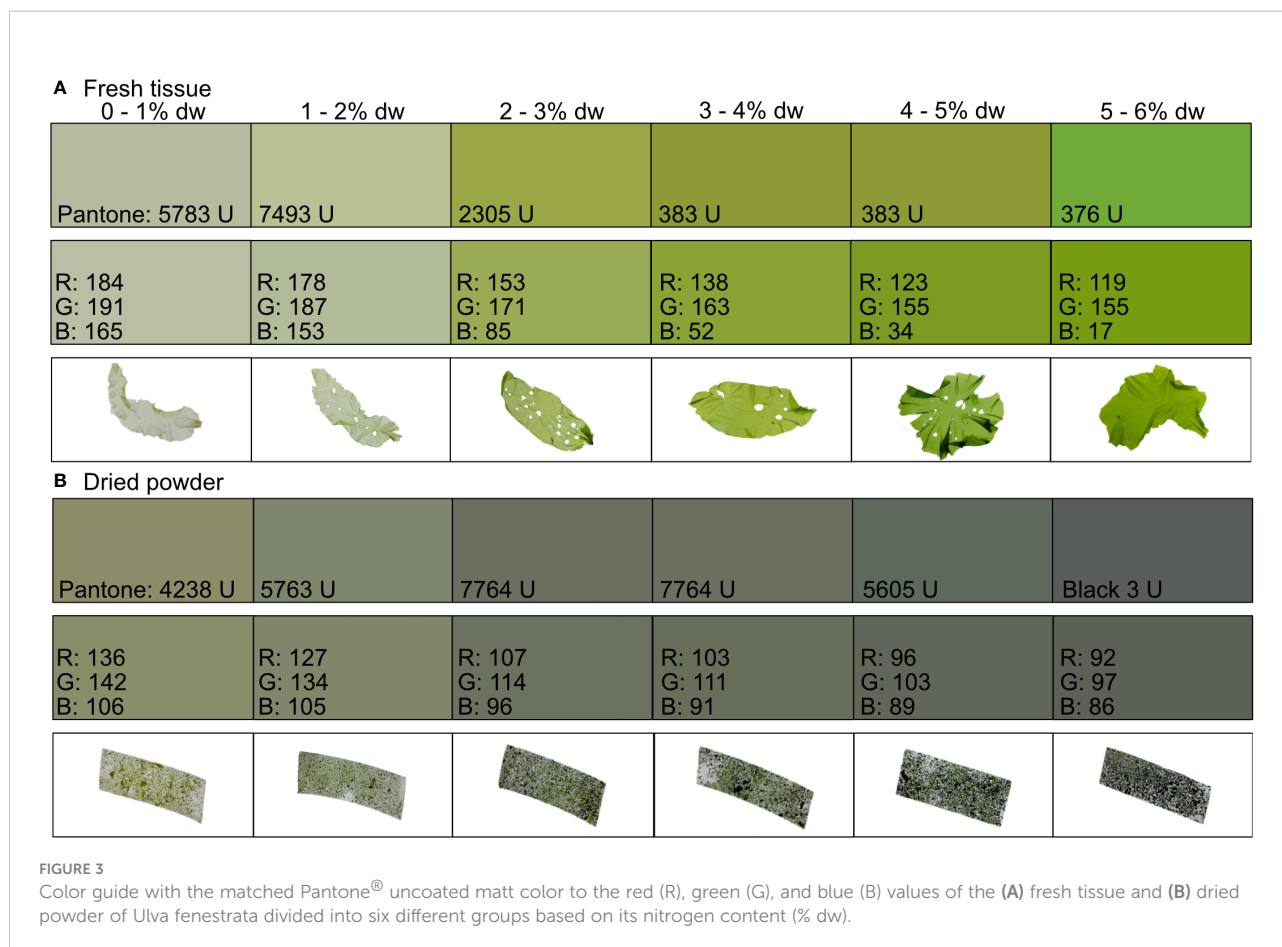 A Fresh tissue
0 - 1% dw 1 - 2% dw 2 - 3% dw 3 - 4% dw 4 - 5% dw 5 - 6% dw
Pantone: 5783 U 7493 U 2305 U 383 U 383 U 376 U
R: 184 R: 178 R: 153 R: 138 R: 123 R: 119
G: 191 G: 187 G: 171 G: 163 G: 155 G: 155
B: 165 B: 153 B: 85 B: 52 B: 34 B: 17
B Dried powder
Pantone: 4238 U 5763 U 7764 U 7764 U 5605 U Black 3 U
R: 136 R: 127 R: 107 R: 103 R: 96 R: 92
G: 142 G: 134 G: 114 G: 111 G: 103 G: 97
B: 106 B: 105 B: 96 B: 91 B: 89 B: 86
FIGURE 3
Color guide with the matched Pantone® uncoated matt color to the red (R), green (G), and blue (B) values of the (A) fresh tissue and (B) dried
powder of Ulva fenestrata divided into six different groups based on its nitrogen content (% dw).